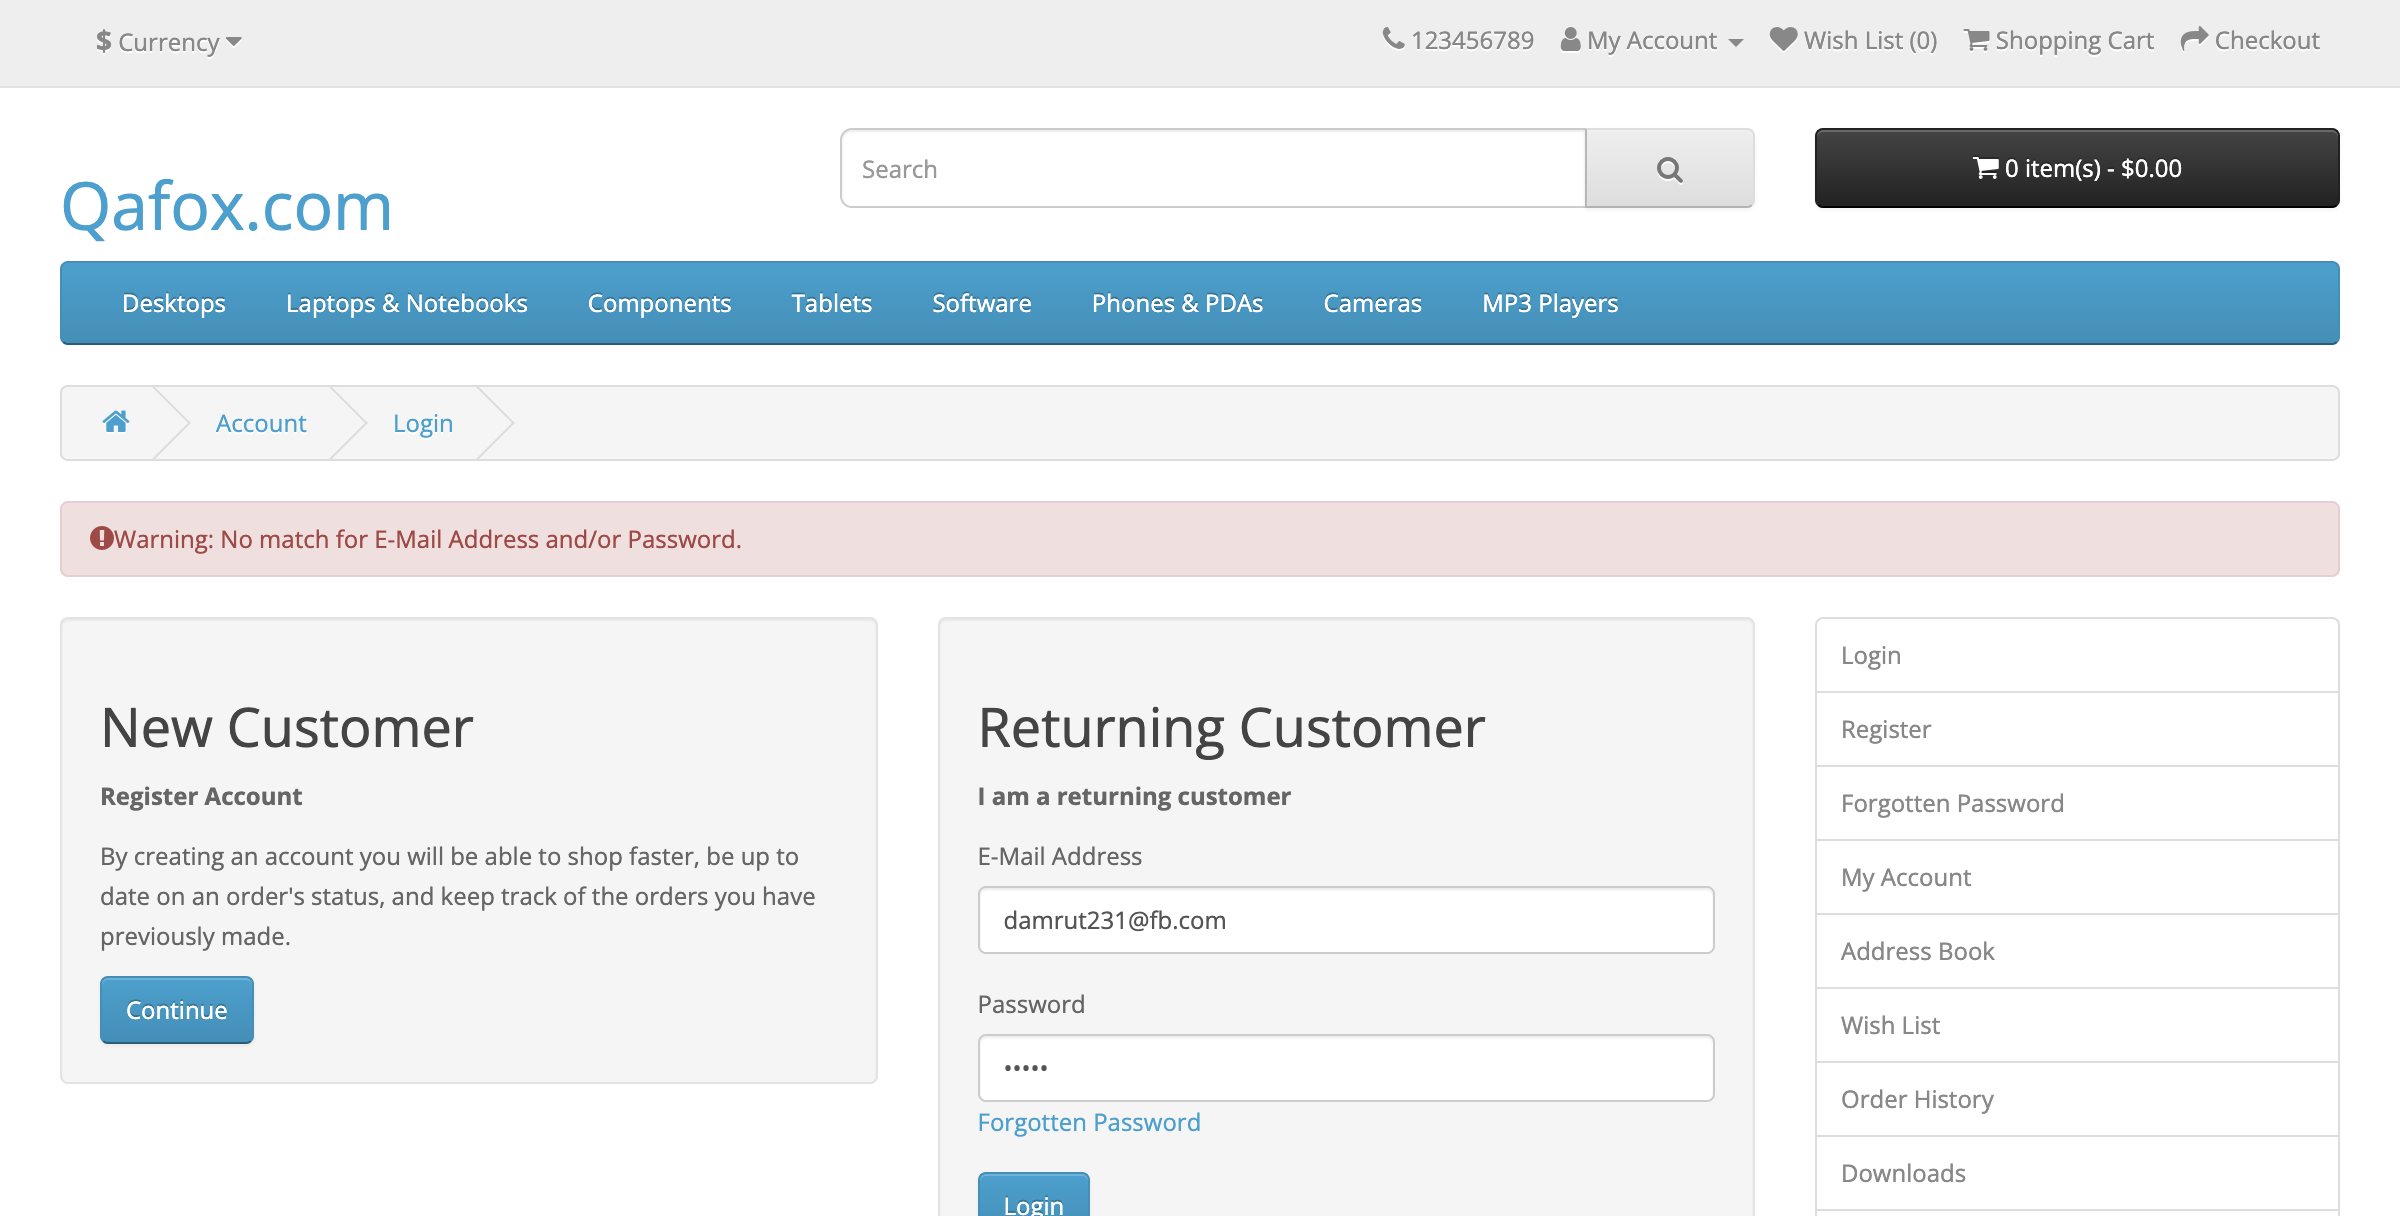 $ Currency
123456789 My Account Wish List (0) Shopping Cart Checkout
Search
0 item(s) - $0.00
Qafox.com
Desktops Laptops & Notebooks Components Tablets Software Phones & PDAs Cameras MP3 Players
Account Login
Warning: No match for E-Mail Address and/or Password.
New Customer
Register Account
By creating an account you will be able to shop faster, be up to
date on an order's status, and keep track of the orders you have
previously made.
Continue
Returning Customer
I am a returning customer
E-Mail Address
damrut231@fb.com
Password
•••••
Forgotten Password
Login
Login
Register
Forgotten Password
My Account
Address Book
Wish List
Order History
Downloads